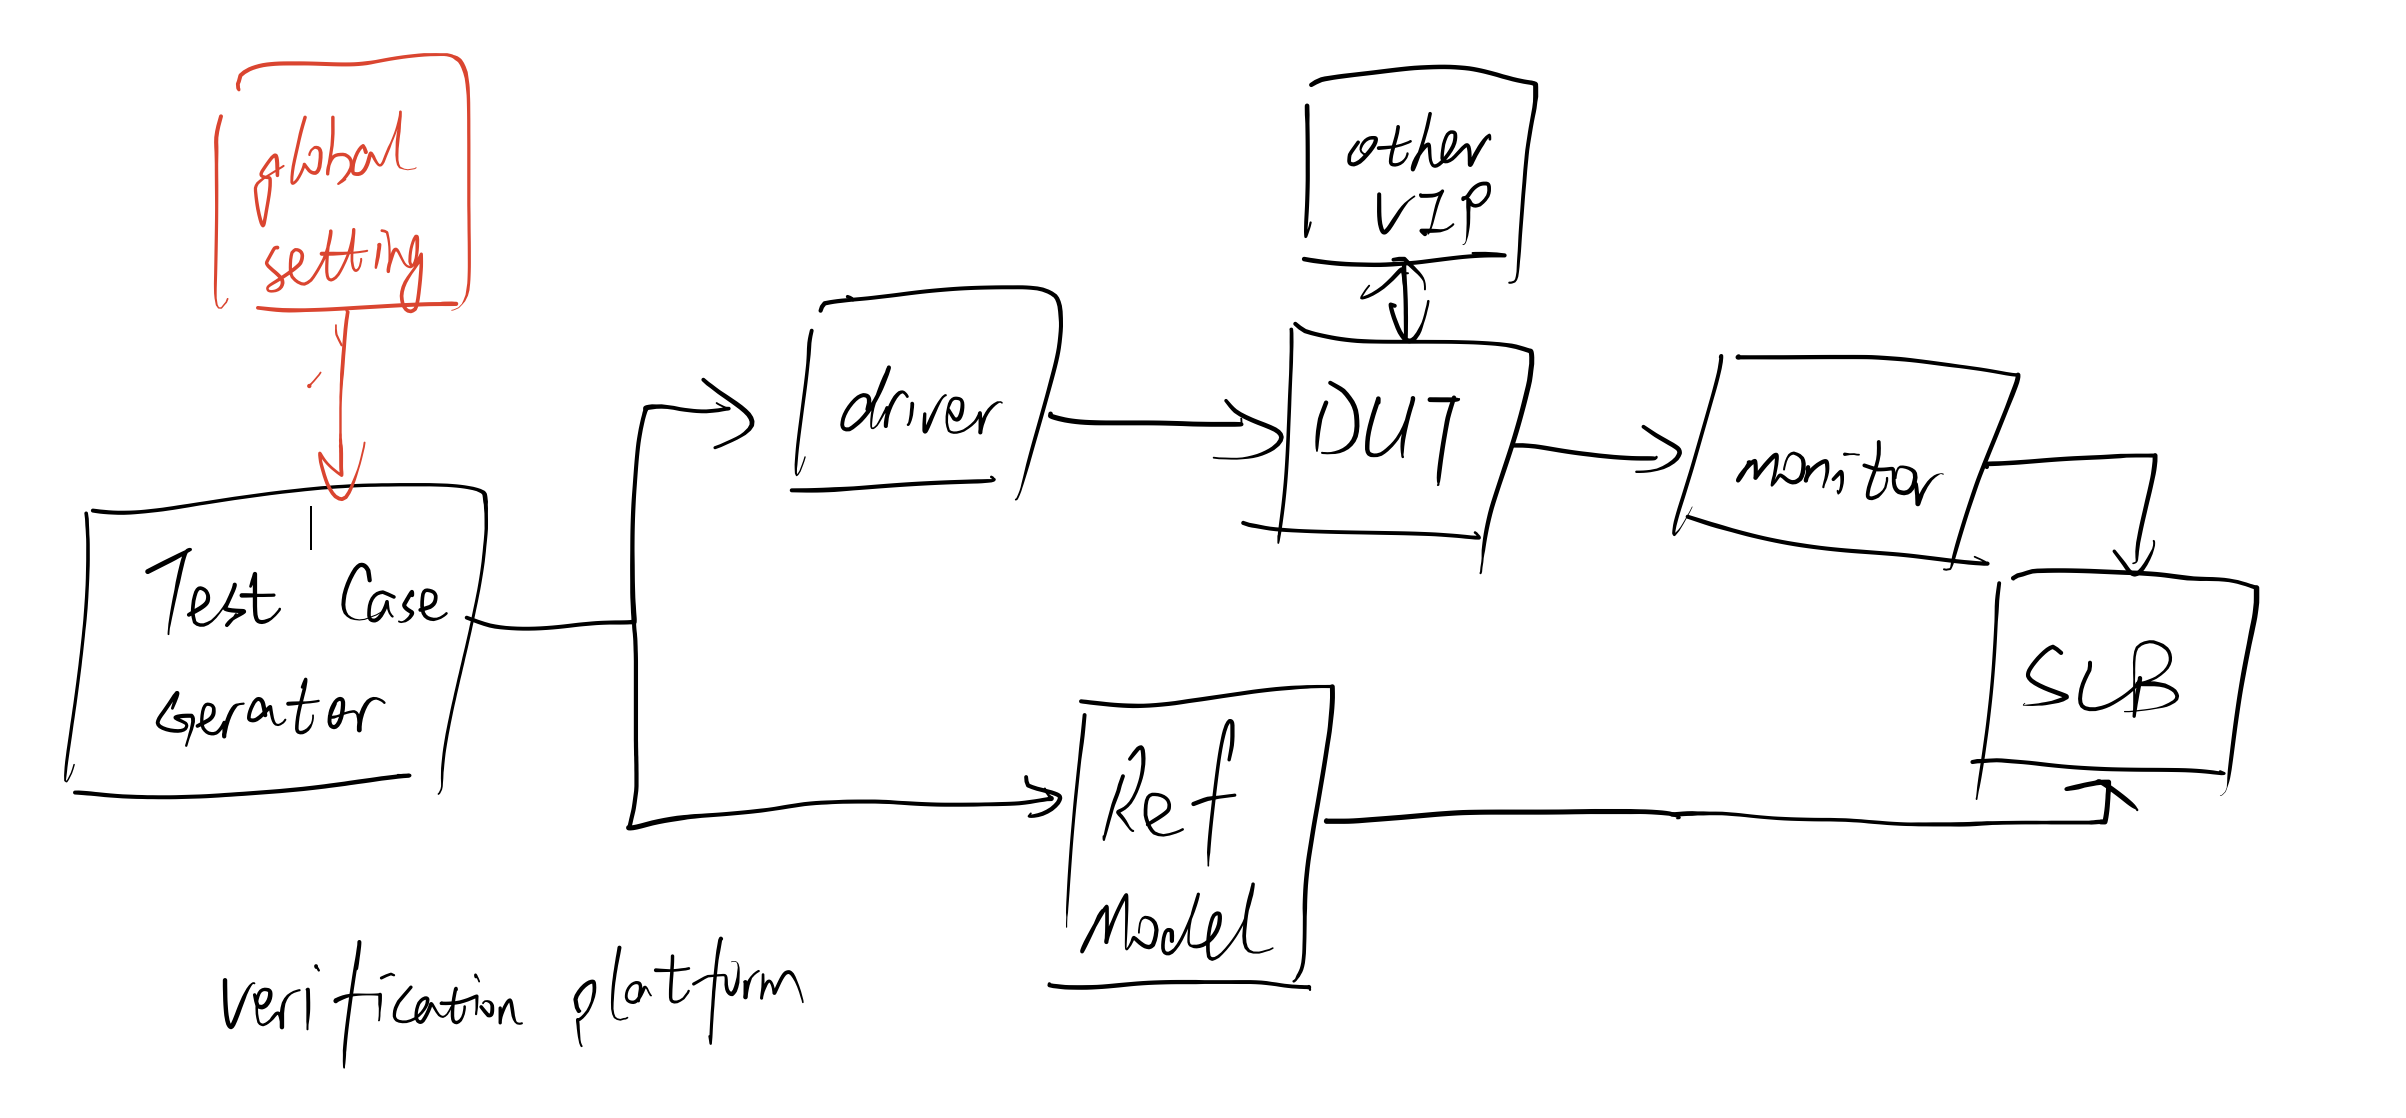 global
setting
other
VIP
driver
DUT
monitor
Test Case
Gerator
SCB
Ref
Model
verification platform